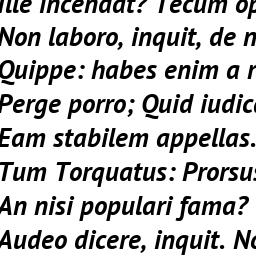 ille incendat? Tecum op
Non laboro, inquit, de n
Quippe: habes enim a r
Perge porro; Quid iudic
Eam stabilem appellas.
Tum Torquatus: Prorsus
An nisi populari fama?
Audeo dicere, inquit. No